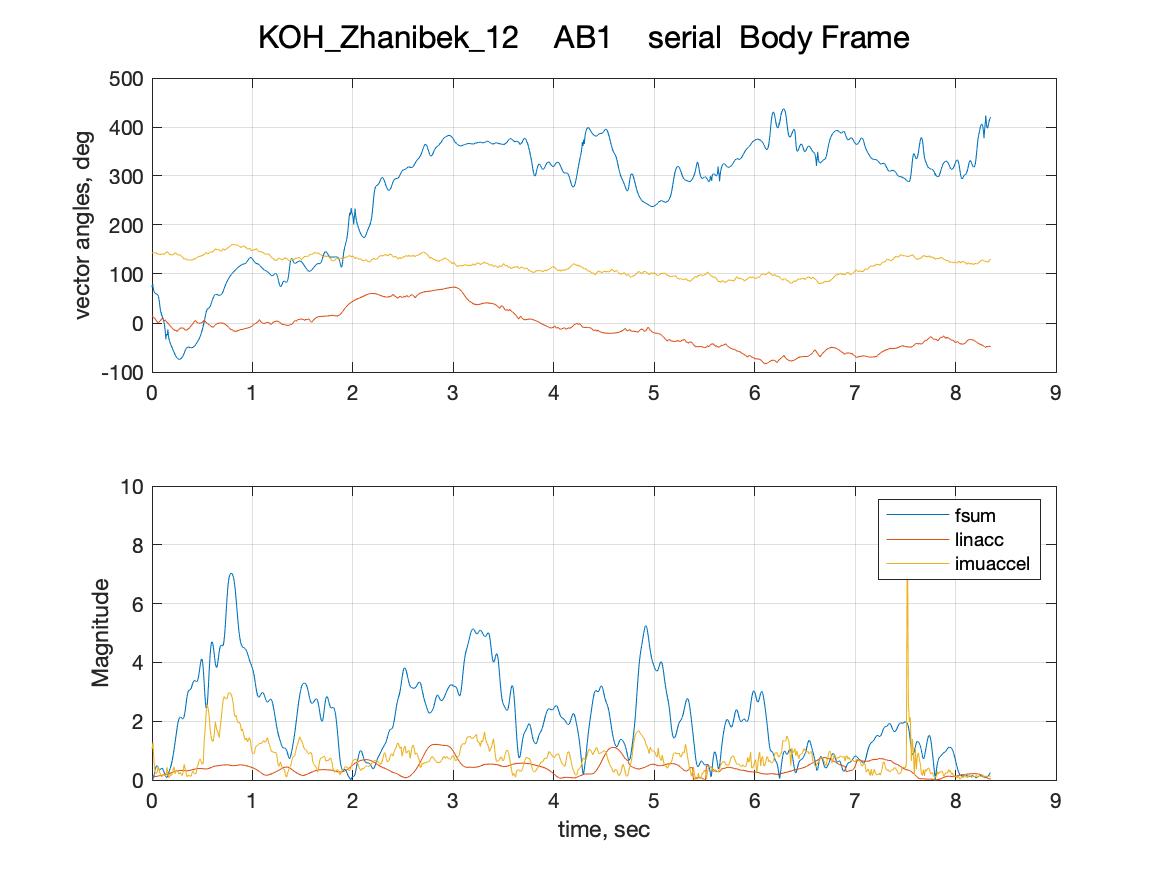 KOH_Zhanibek_12 AB1 serial Body Frame
500
400
300
200
100
0
-100
vector angles, deg
0 1 2 3 4 5 6 7 8 9
10
8
6
4
2
0
Magnitude
fsum
linacc
imuaccel
0 1 2 3 4 5 6 7 8 9
time, sec